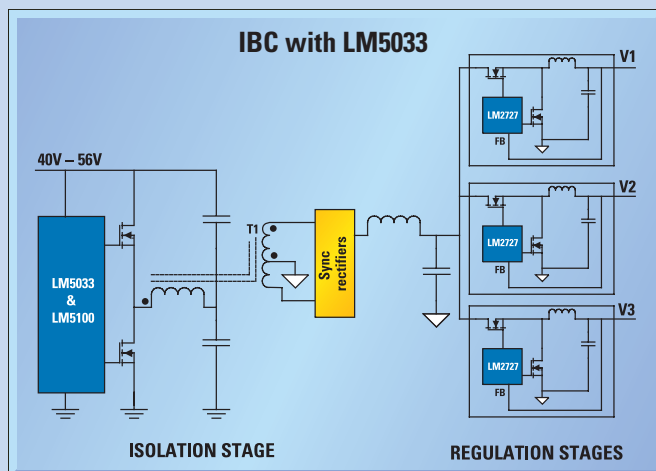 IBC with LM5033
V1
LM2727
FB
40V – 56V
V2
T1
LM2727
FB
LM5033
&
LM5100
Sync
rectifiers
V3
LM2727
FB
ISOLATION STAGE
REGULATION STAGES